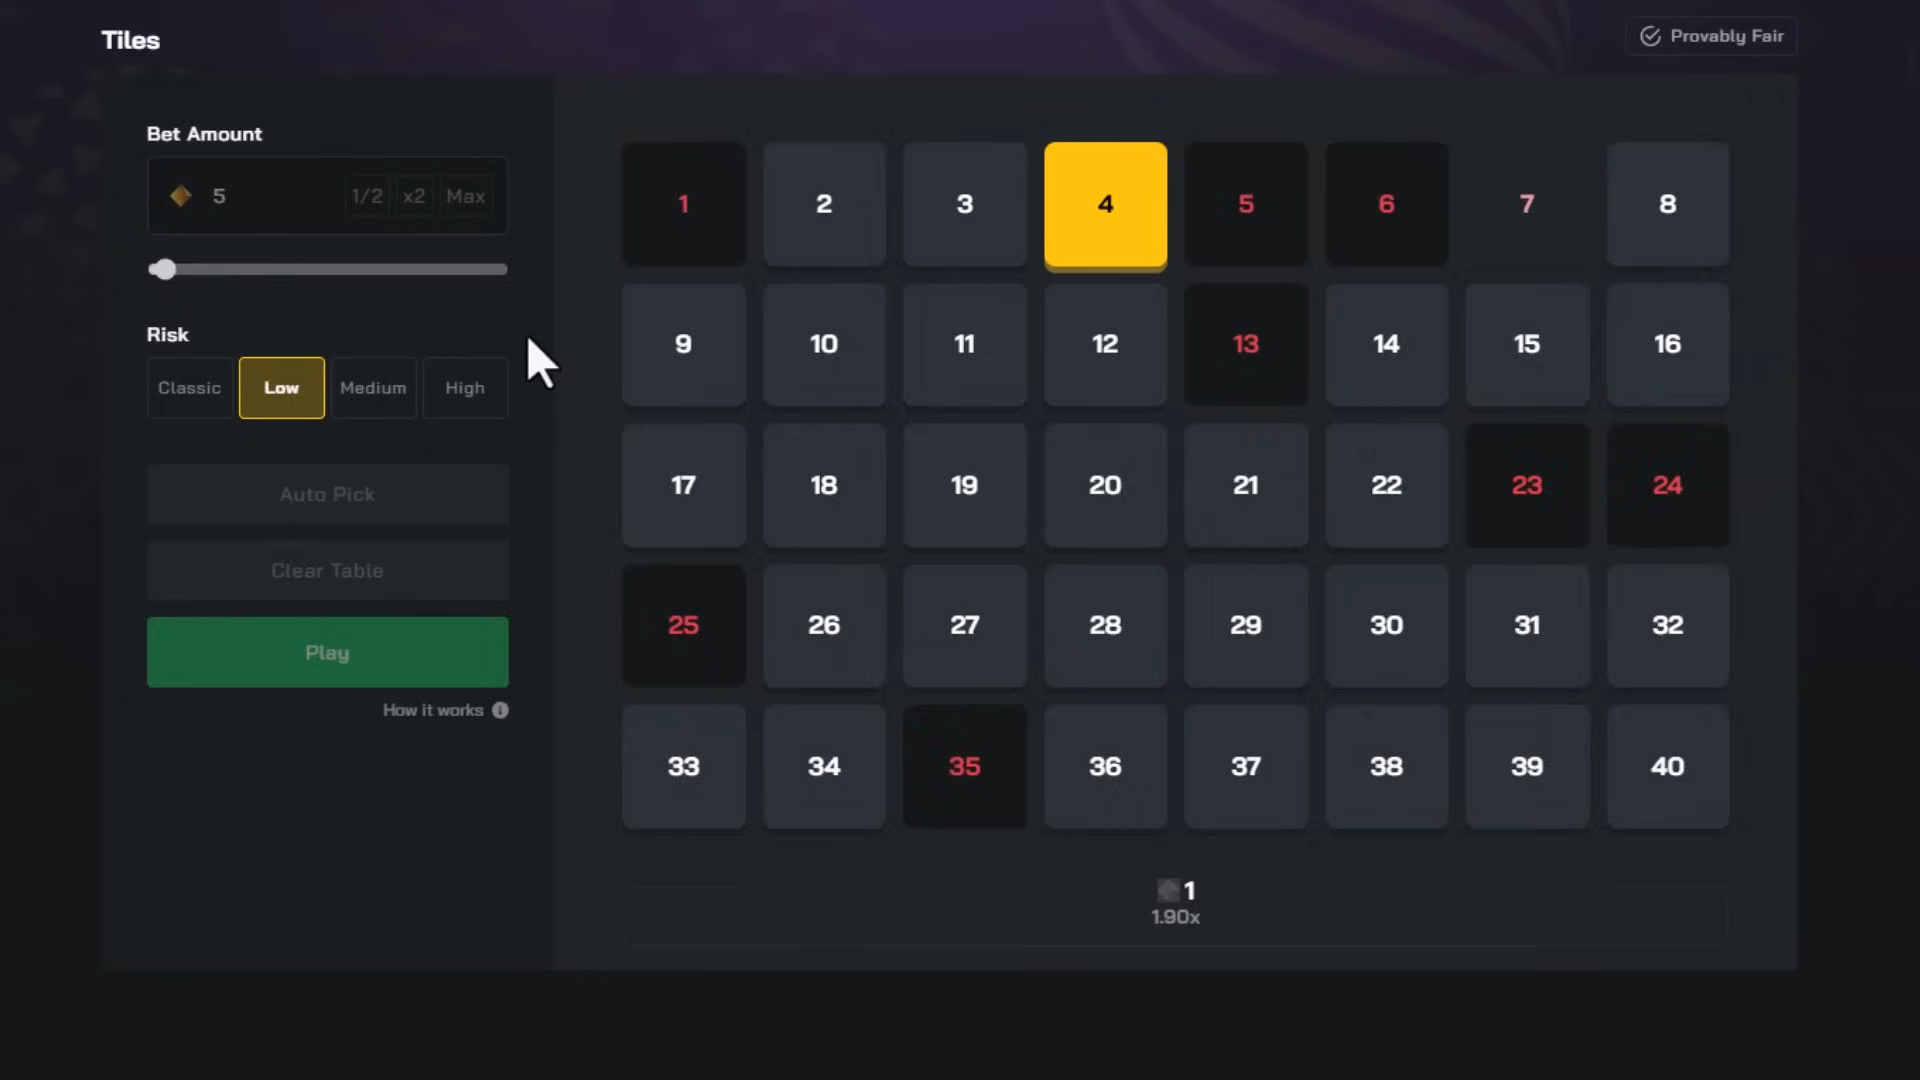 Tiles
Provably Fair
Bet Amount
5 1/2 x2 Max
Risk
Classic Low Medium High
Auto Pick
Clear Table
Play
How it works
1 2 3 4 5 6 7 8
9 10 11 12 13 14 15 16
17 18 19 20 21 22 23 24
25 26 27 28 29 30 31 32
33 34 35 36 37 38 39 40
1
1.90x